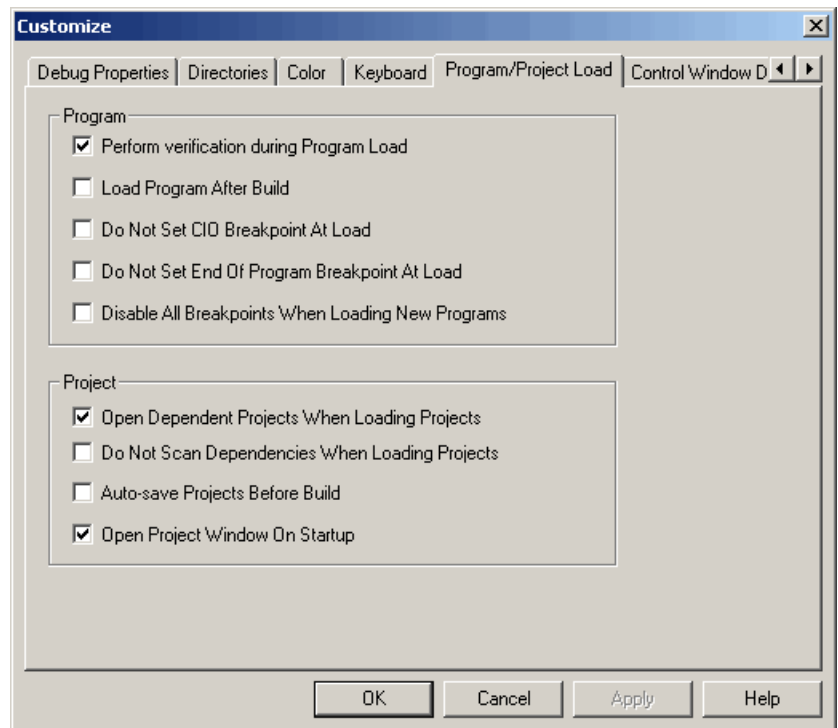 Customize
Debug Properties Directories Color Keyboard Program/Project Load Control Window D
Program
Perform verification during Program Load
Load Program After Build
Do Not Set CIO Breakpoint At Load
Do Not Set End Of Program Breakpoint At Load
Disable All Breakpoints When Loading New Programs
Project
Open Dependent Projects When Loading Projects
Do Not Scan Dependencies When Loading Projects
Auto-save Projects Before Build
Open Project Window On Startup
OK Cancel Apply Help